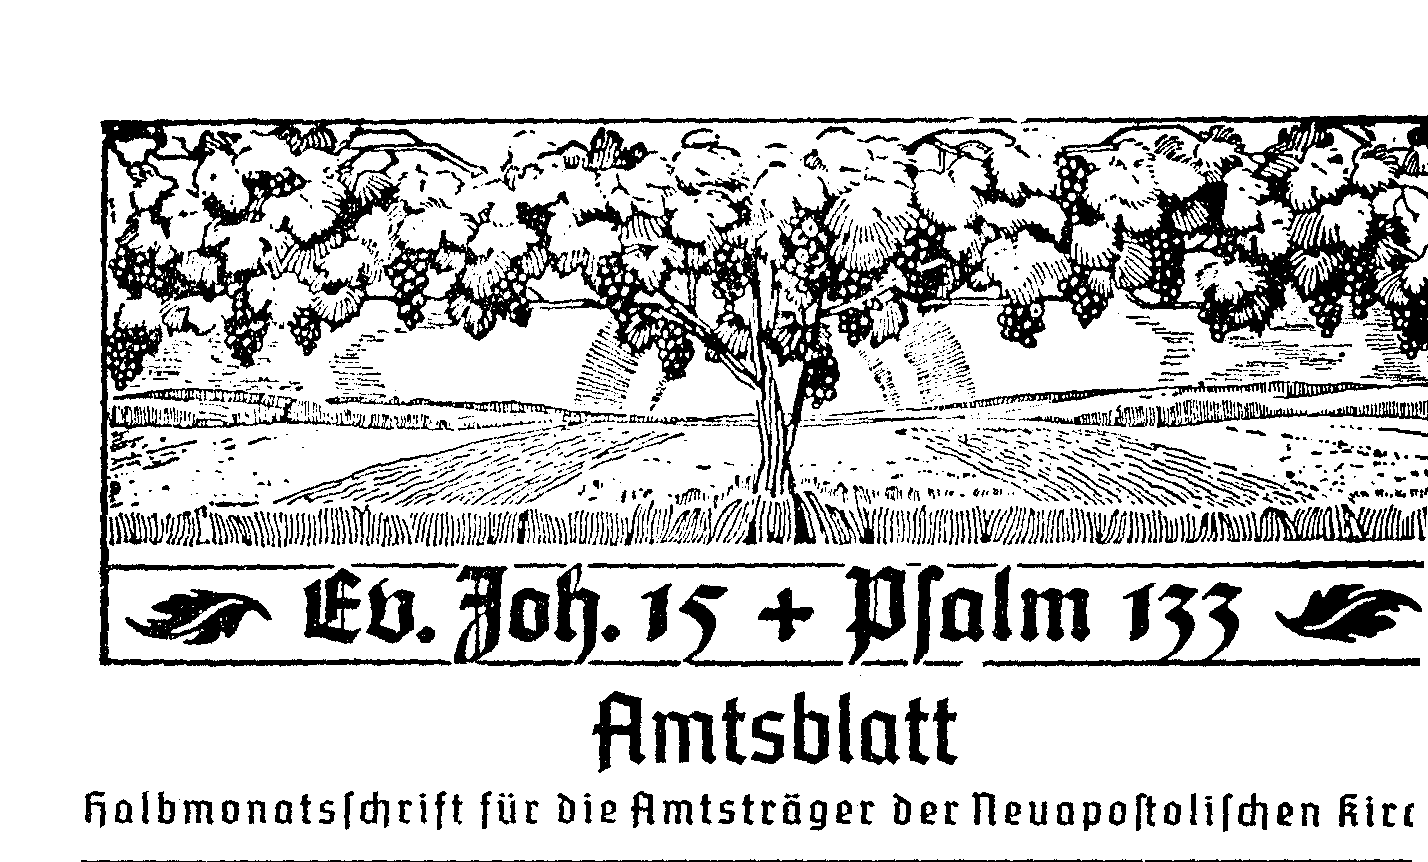 Ev. Joh. 15 + Pſalm 133
Amtsblatt
Halbmonatsſchrift für die Amtsträger der Neuapoſtoliſchen Kirc